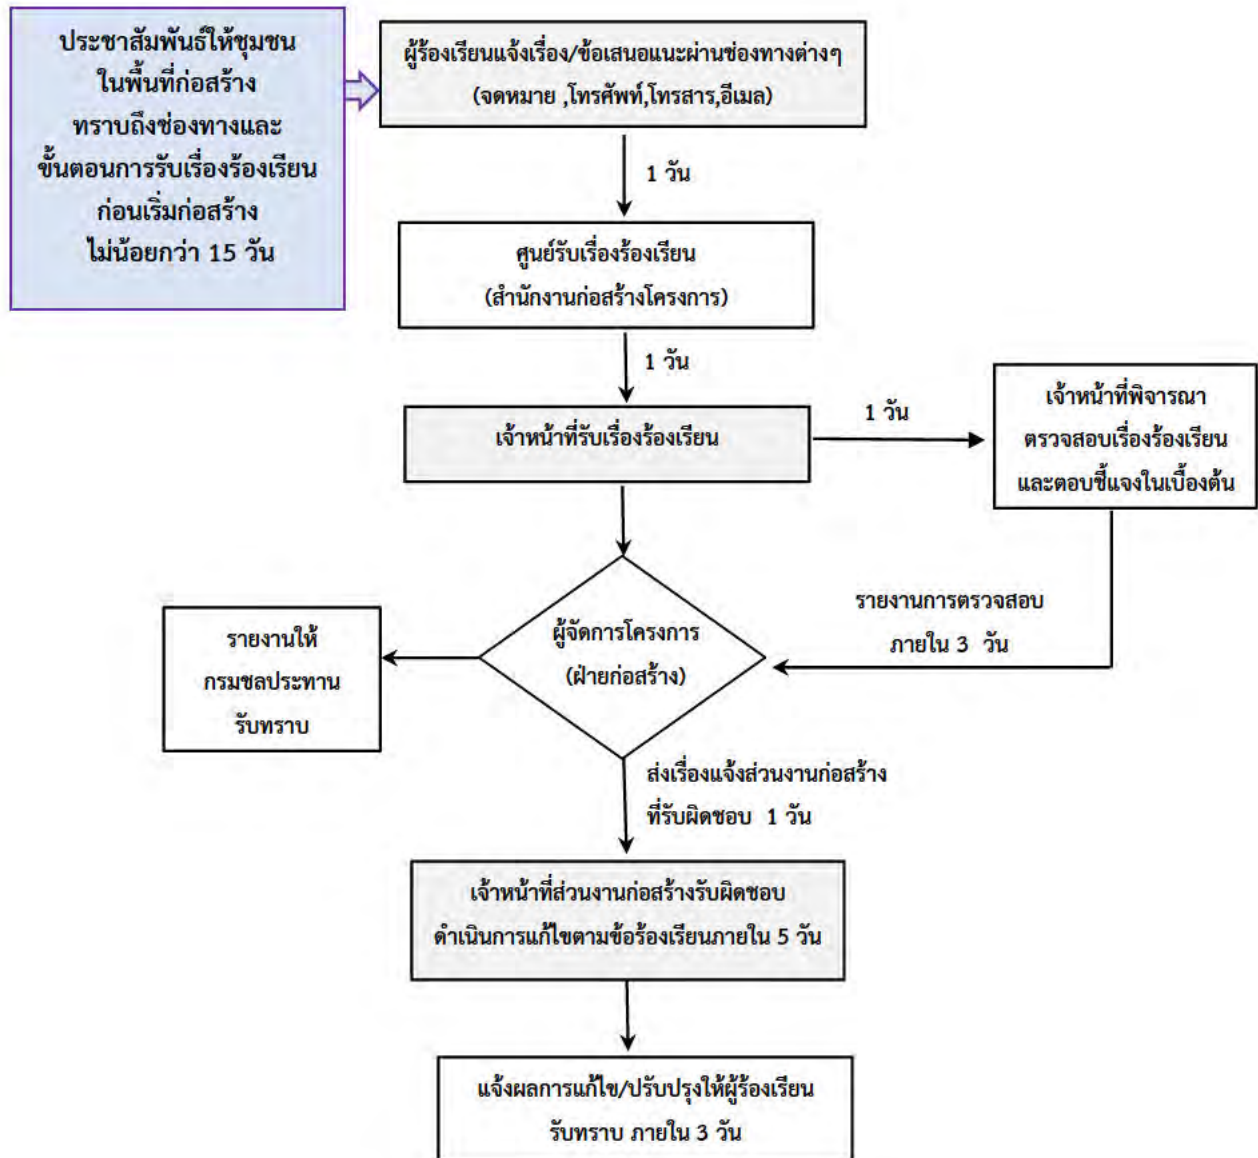 ประชาสัมพันธ์ให้ชุมชน
ในพื้นที่ก่อสร้าง
ทราบถึงช่องทางและ
ขั้นตอนการรับเรื่องร้องเรียน
ก่อนเริ่มก่อสร้าง
ไม่น้อยกว่า 15 วัน
ผู้ร้องเรียนแจ้งเรื่อง/ข้อเสนอแนะผ่านช่องทางต่างๆ
(จดหมาย ,โทรศัพท์,โทรสาร,อีเมล)
1 วัน
ศูนย์รับเรื่องร้องเรียน
(สำนักงานก่อสร้างโครงการ)
1 วัน
เจ้าหน้าที่รับเรื่องร้องเรียน
1 วัน
เจ้าหน้าที่พิจารณา
ตรวจสอบเรื่องร้องเรียน
และตอบชี้แจงในเบื้องต้น
รายงานการตรวจสอบ
ภายใน 3 วัน
ผู้จัดการโครงการ
(ฝ่ายก่อสร้าง)
รายงานให้
กรมชลประทาน
รับทราบ
ส่งเรื่องแจ้งส่วนงานก่อสร้าง
ที่รับผิดชอบ 1 วัน
เจ้าหน้าที่ส่วนงานก่อสร้างรับผิดชอบ
ดำเนินการแก้ไขตามข้อร้องเรียนภายใน 5 วัน
แจ้งผลการแก้ไข/ปรับปรุงให้ผู้ร้องเรียน
รับทราบ ภายใน 3 วัน